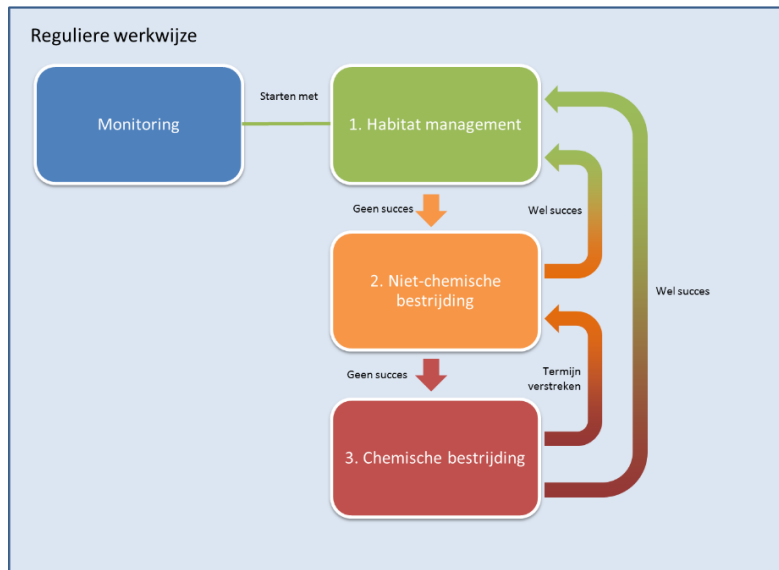 Reguliere werkwijze
Monitoring
Starten met
1. Habitat management
Geen succes
Wel succes
2. Niet-chemische
bestrijding
Wel succes
Geen succes
Termijn
verstreken
3. Chemische bestrijding